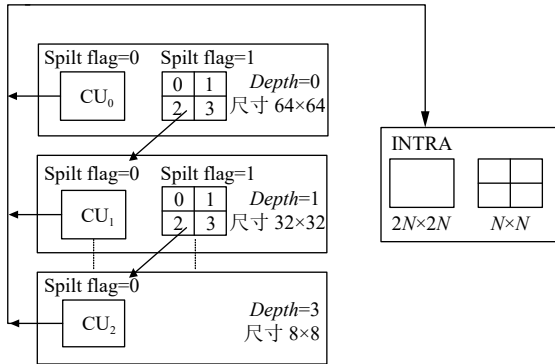 Spilt flag=0 Spilt flag=1
CU0
0 1
2 3
Depth=0
尺寸 64×64
Spilt flag=0 Spilt flag=1
CU1
0 1
2 3
Depth=1
尺寸 32×32
Spilt flag=0
CU2
Depth=3
尺寸 8×8
INTRA
2N×2N N×N